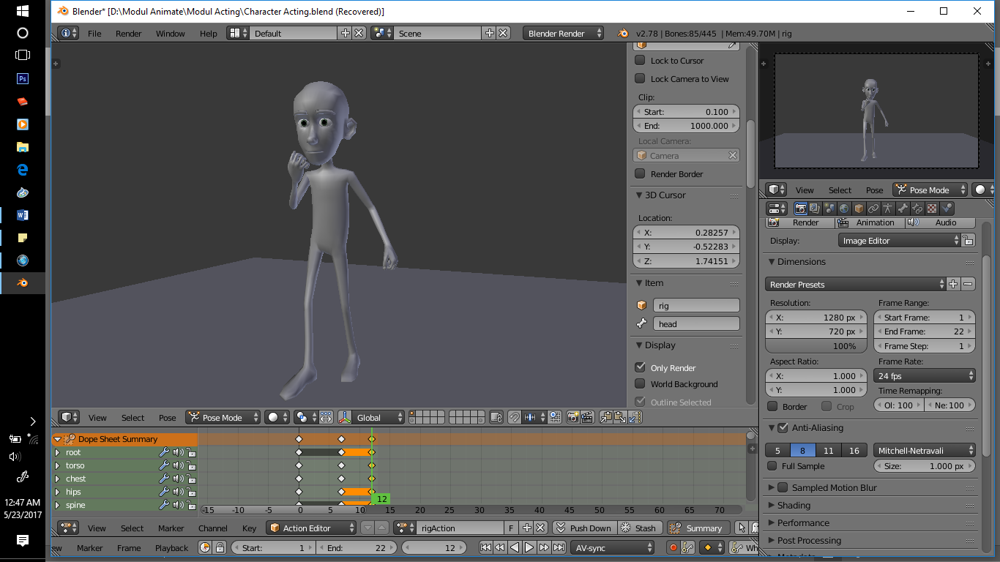 Blender* [D:\Modul Animate\Modul Acting\Character Acting.blend (Recovered)]
File Render Window Help Default Scene Blender Render v2.78 | Bones:85/445 | Mem:49.70M | rig
Lock to Cursor
Lock Camera to View
Clip:
Start: 0.100
End: 1000.000
Local Camera:
Camera
Render Border
3D Cursor
Location:
X: 0.28257
Y: -0.52283
Z: 1.74151
Item
rig
head
Display
Only Render
World Background
Outline Selected
View Select Pose Pose Mode
Render Animation Audio
Display: Image Editor
Dimensions
Render Presets
Resolution: Frame Range:
X: 1280 px Start Frame: 1
Y: 720 px End Frame: 22
100% Frame Step: 1
Aspect Ratio: Frame Rate:
X: 1.000 24 fps
Y: 1.000 Time Remapping:
Border Crop Ol: 100 Ne:100
Anti-Aliasing
5 8 11 16 Mitchell-Netravali
Full Sample Size: 1.000 px
Sampled Motion Blur
Shading
Performance
Post Processing
View Select Pose Pose Mode Global
Dope Sheet Summary
root
torso
chest
hips
spine
12
-15 -10 -5 0 5 10 15 20 25 30 35 40 45 50 55 60 65 70
View Select Marker Channel Key Action Editor rigAction F Push Down Stash Summary
ew Marker Frame Playback Start: 1 End: 22 12 AV-sync Wh
Ps
12:47 AM
5/23/2017